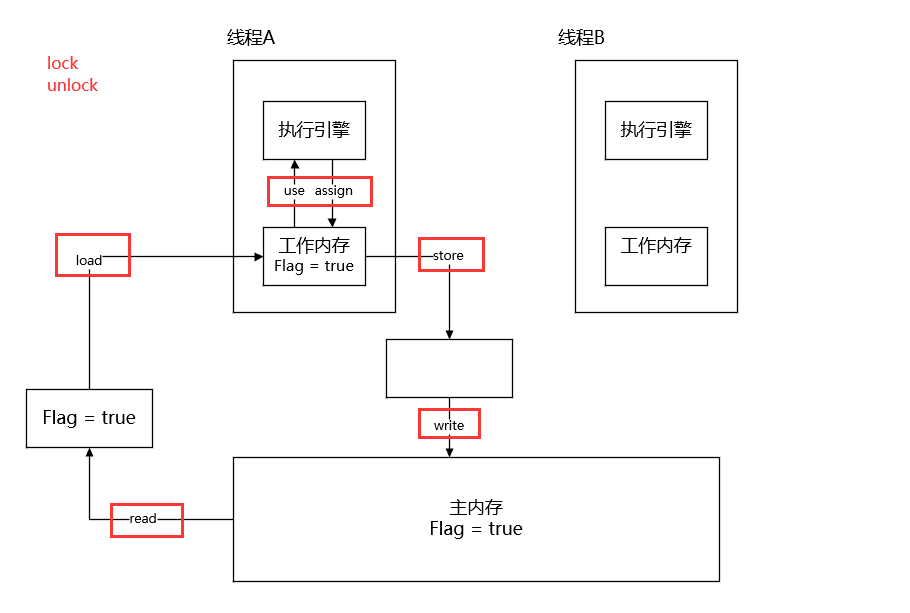 线程A
线程B
lock
unlock
执行引擎
执行引擎
use assign
工作内存
Flag = true
工作内存
load
store
Flag = true
write
read
主内存
Flag = true